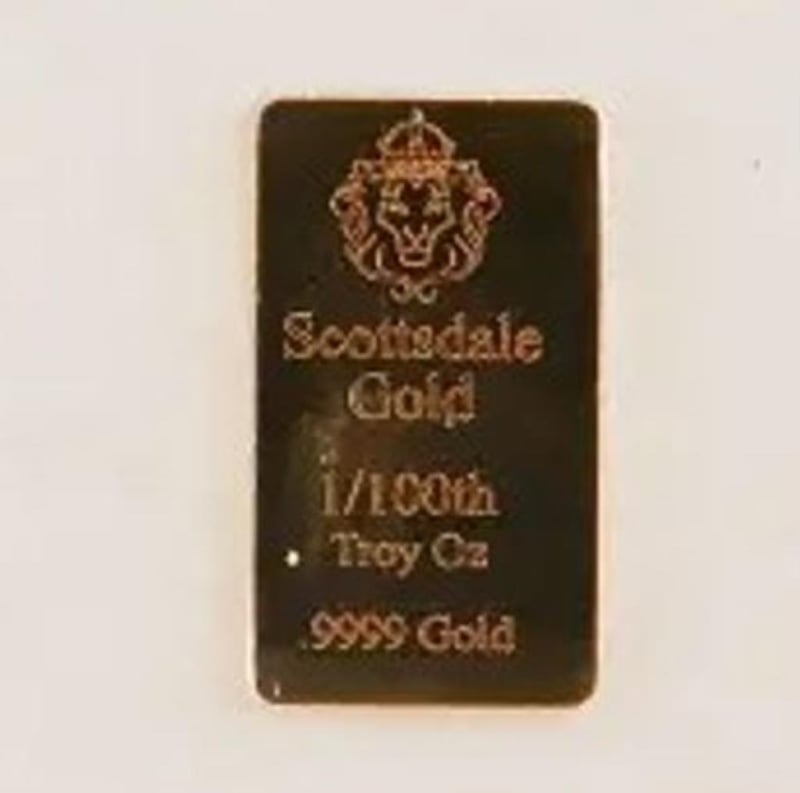 Scottsdale
Gold
1/100th
Troy Oz
.9999 Gold